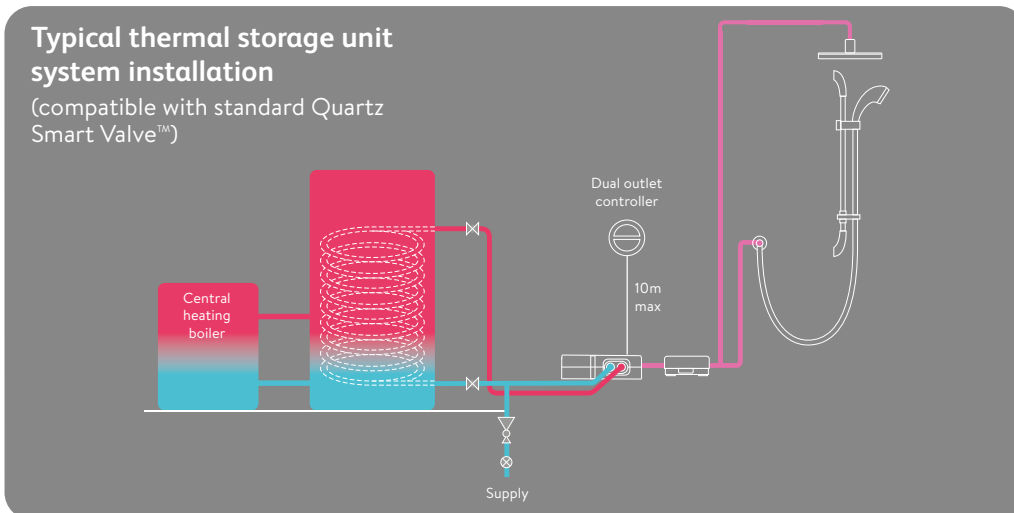 Typical thermal storage unit
system installation
(compatible with standard Quartz
Smart Valve™)
Dual outlet
controller
10m
max
Central
heating
boiler
Supply